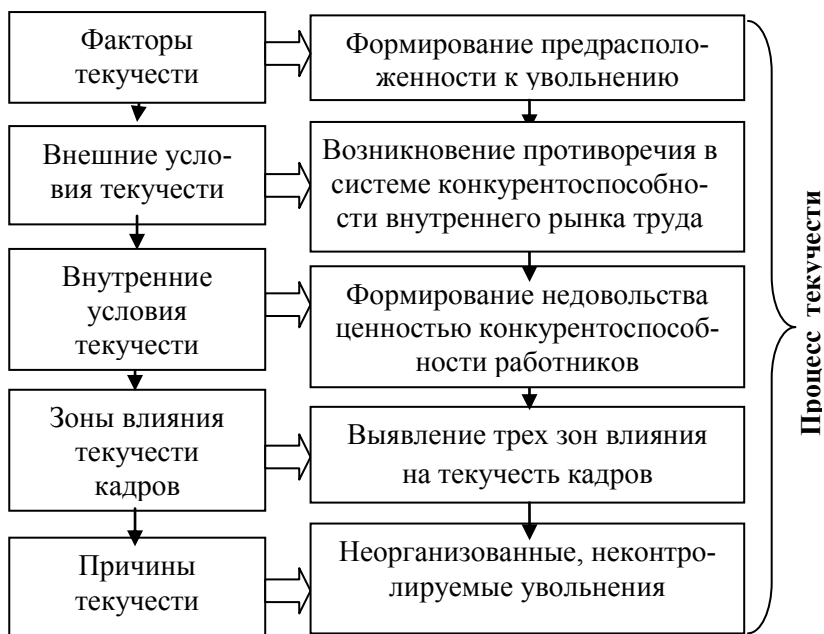 Факторы
текучести
Формирование предрасполо-
женности к увольнению
Внешние усло-
вия текучести
Возникновение противоречия в
системе конкурентоспособно-
сти внутреннего рынка труда
Внутренние
условия
текучести
Формирование недовольства
ценностью конкурентоспособ-
ности работников
Зоны влияния
текучести
кадров
Выявление трех зон влияния
на текучесть кадров
Причины
текучести
Неорганизованные, неконтро-
лируемые увольнения
Процесс текучести